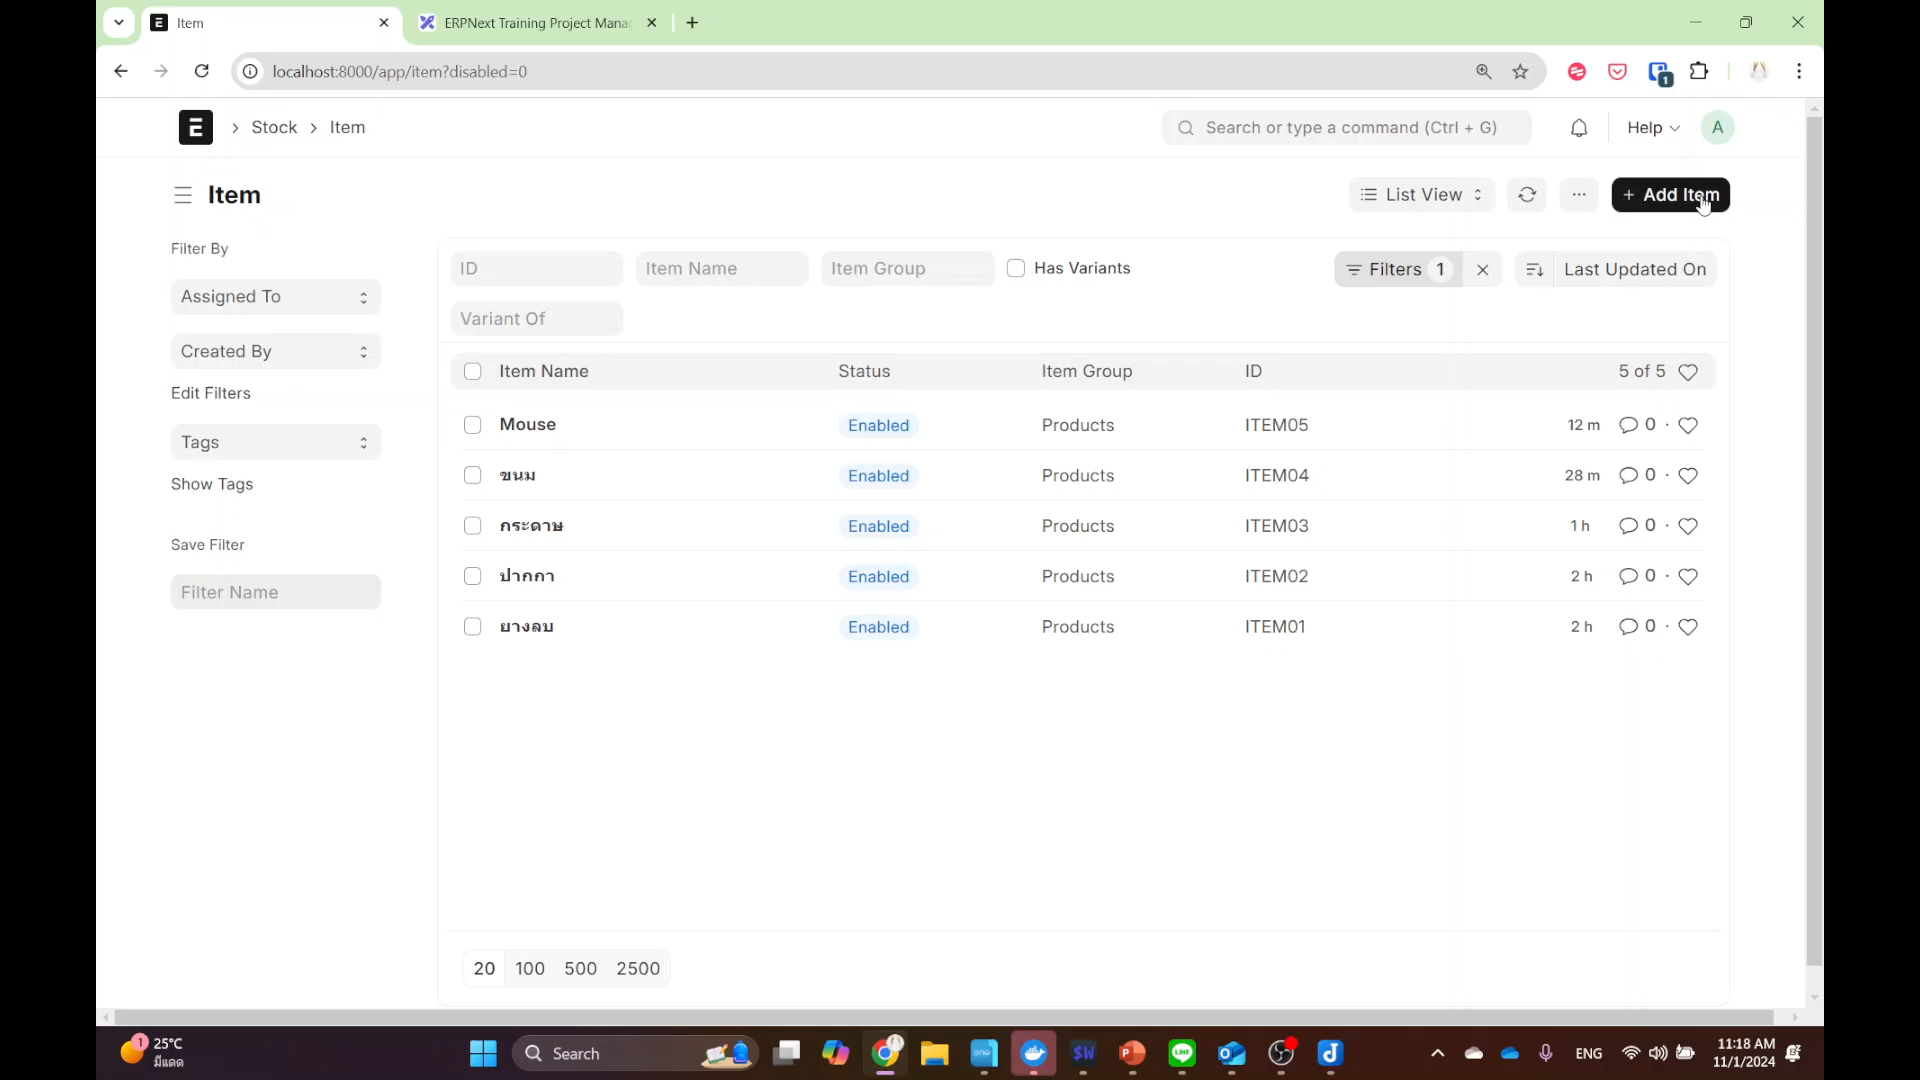 Item
ERPNext Training Project Mana
localhost:8000/app/item?disabled=0
1
E
Stock
Item
Search or type a command (Ctrl + G)
Help
A
Item
List View
+ Add Item
Filter By
Assigned To
Created By
Edit Filters
Tags
Show Tags
Save Filter
Filter Name
ID
Item Name
Item Group
Has Variants
Filters 1
Last Updated On
Variant Of
Item Name
Status
Item Group
ID
5 of 5
Mouse
Enabled
Products
ITEM05
12 m
0
ขนม
Enabled
Products
ITEM04
28 m
0
กระดาษ
Enabled
Products
ITEM03
1 h
0
ปากกา
Enabled
Products
ITEM02
2 h
0
ยางลบ
Enabled
Products
ITEM01
2 h
0
20
100
500
2500
1
25°C
มีแดด
Search
ENG
11:18 AM
11/1/2024